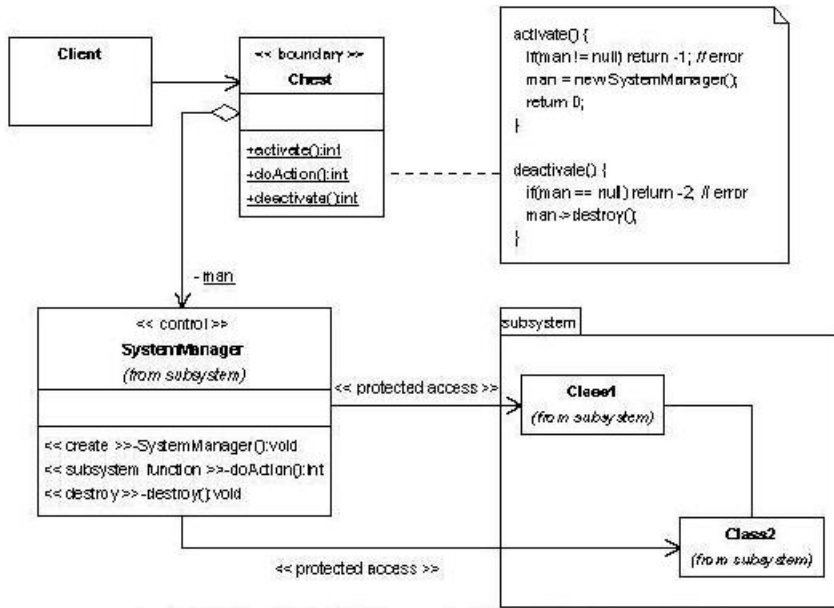 Client
<< boundary >>
Chest
+activate():int
+doAction():int
+deactivate():int
activate() {
if(man != null) return -1; // error
man = new SystemManager();
return 0;
}
deactivate() {
if(man == null) return -2; // error
man->destroy();
}
- man
<< control >>
SystemManager
(from subsystem)
<< create >>-SystemManager():void
<< subsystem function >>-doAction():int
<< destroy >>-destroy():void
<< protected access >>
<< protected access >>
subsystem
Class1
(from subsystem)
Class2
(from subsystem)